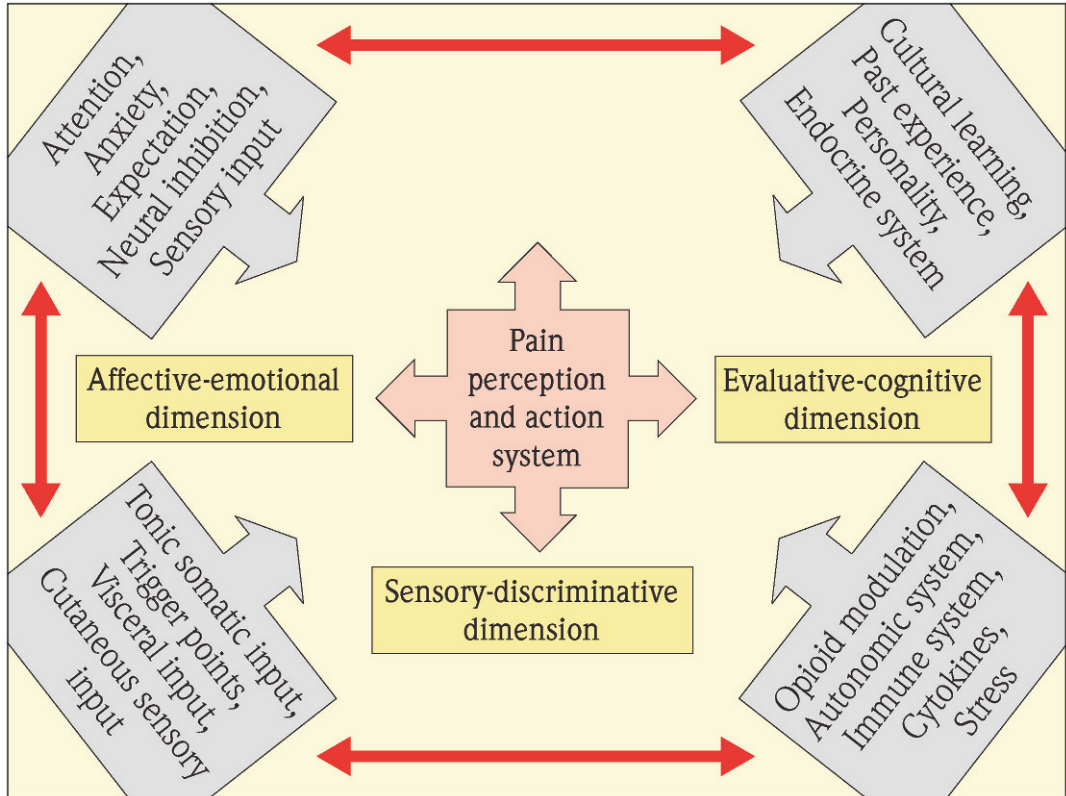 Attention,
Anxiety,
Expectation,
Neural inhibition,
Sensory input
Cultural learning,
Past experience,
Personality,
Endocrine system
Pain
perception
and action
system
Affective-emotional
dimension
Evaluative-cognitive
dimension
Sensory-discriminative
dimension
Tonic somatic input,
Trigger points,
Visceral input,
Cutaneous sensory
input
Opioid modulation,
Autonomic system,
Immune system,
Cytokines,
Stress